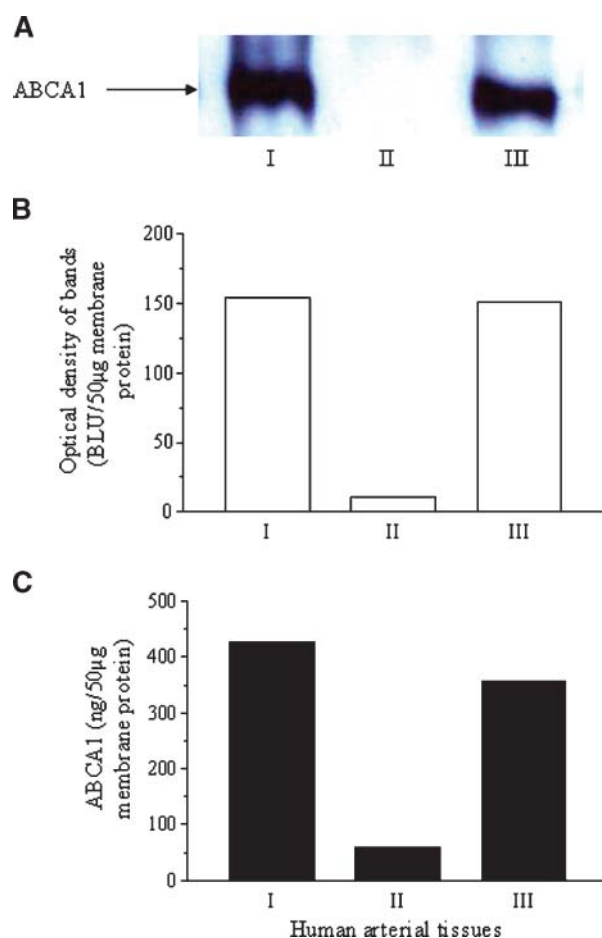 A
ABCA1
I II III
B
Optical density of bands
(BLU/50µg membrane
protein)
200
150
100
50
0
I II III
C
ABCA1 (ng/50µg
membrane protein)
500
400
300
200
100
0
I II III
Human arterial tissues